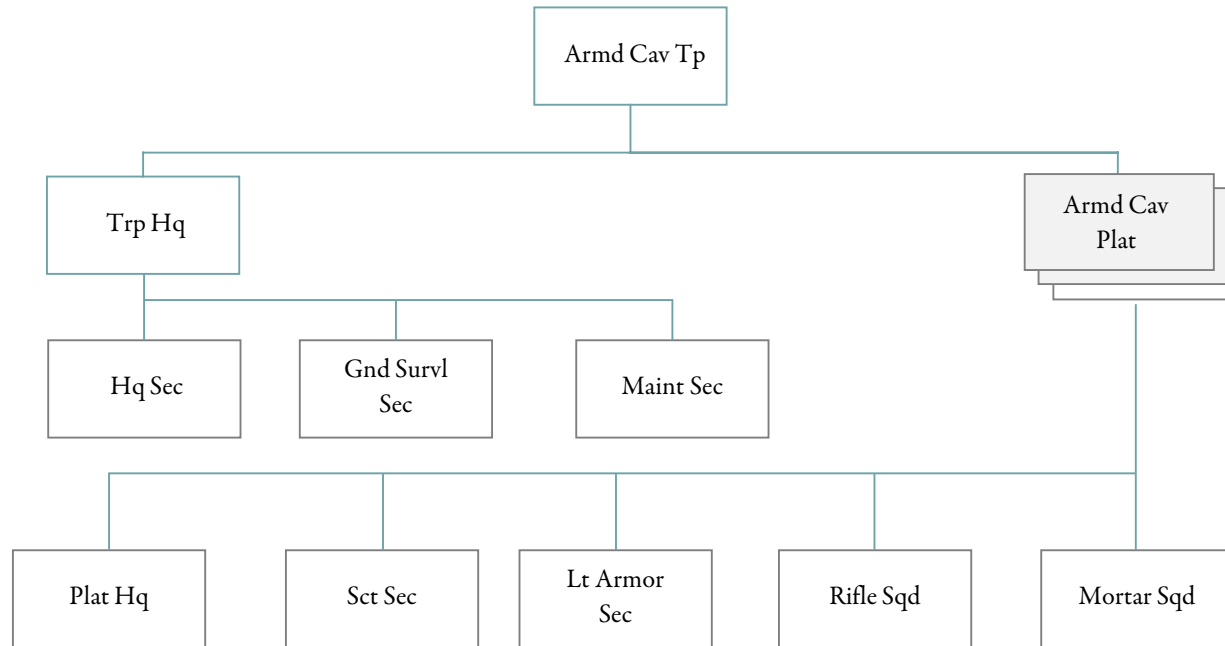 Armd Cav Tp
Trp Hq
Armd Cav
Plat
Hq Sec
Gnd Survl
Sec
Maint Sec
Plat Hq
Sct Sec
Lt Armor
Sec
Rifle Sqd
Mortar Sqd